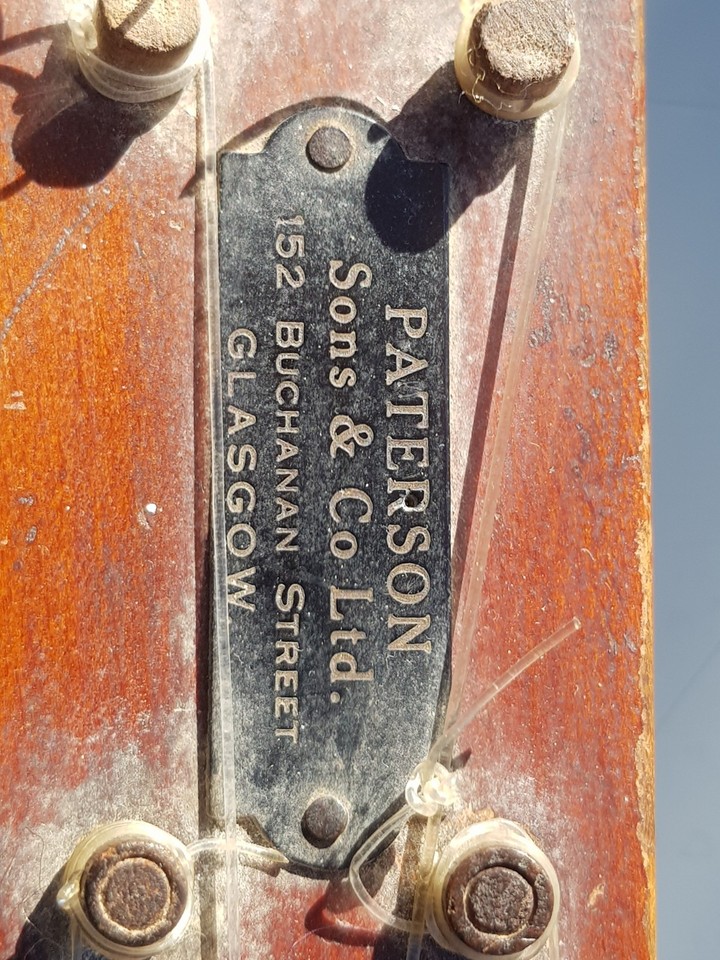 PATERSON
Sons & Co Ltd.
152 BUCHANAN STREET
GLASGOW